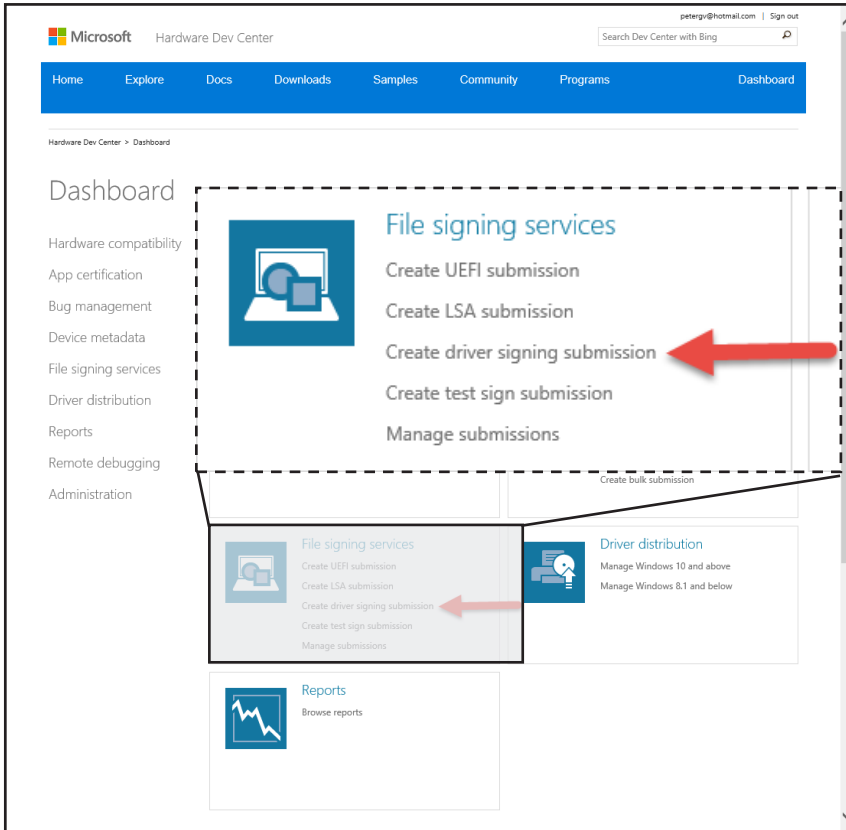 petergv@hotmail.com | Sign out
Microsoft Hardware Dev Center
Search Dev Center with Bing
Home Explore Docs Downloads Samples Community Programs Dashboard
Hardware Dev Center > Dashboard
Dashboard
Hardware compatibility
App certification
Bug management
Device metadata
File signing services
Driver distribution
Reports
Remote debugging
Administration
File signing services
Create UEFI submission
Create LSA submission
Create driver signing submission
Create test sign submission
Manage submissions
Create bulk submission
File signing services
Create UEFI submission
Create LSA submission
Create driver signing submission
Create test sign submission
Manage submissions
Driver distribution
Manage Windows 10 and above
Manage Windows 8.1 and below
Reports
Browse reports